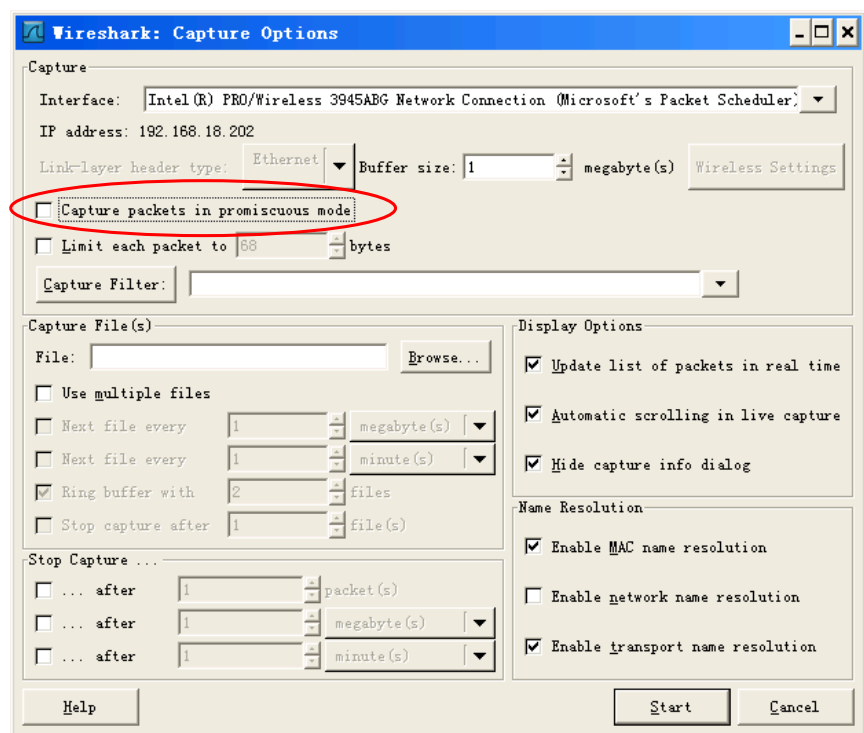 Wireshark: Capture Options
Capture
Interface: Intel(R) PRO/Wireless 3945ABG Network Connection (Microsoft's Packet Scheduler)
IP address: 192.168.18.202
Link-layer header type: Ethernet Buffer size: 1 megabyte(s) Wireless Settings
Capture packets in promiscuous mode
Limit each packet to 68 bytes
Capture Filter:
Capture File(s)
File: Browse...
Use multiple files
Next file every 1 megabyte(s)
Next file every 1 minute(s)
Ring buffer with 2 files
Stop capture after 1 file(s)
Stop Capture ...
... after 1 packet(s)
... after 1 megabyte(s)
... after 1 minute(s)
Display Options
Update list of packets in real time
Automatic scrolling in live capture
Hide capture info dialog
Name Resolution
Enable MAC name resolution
Enable network name resolution
Enable transport name resolution
Help Start Cancel